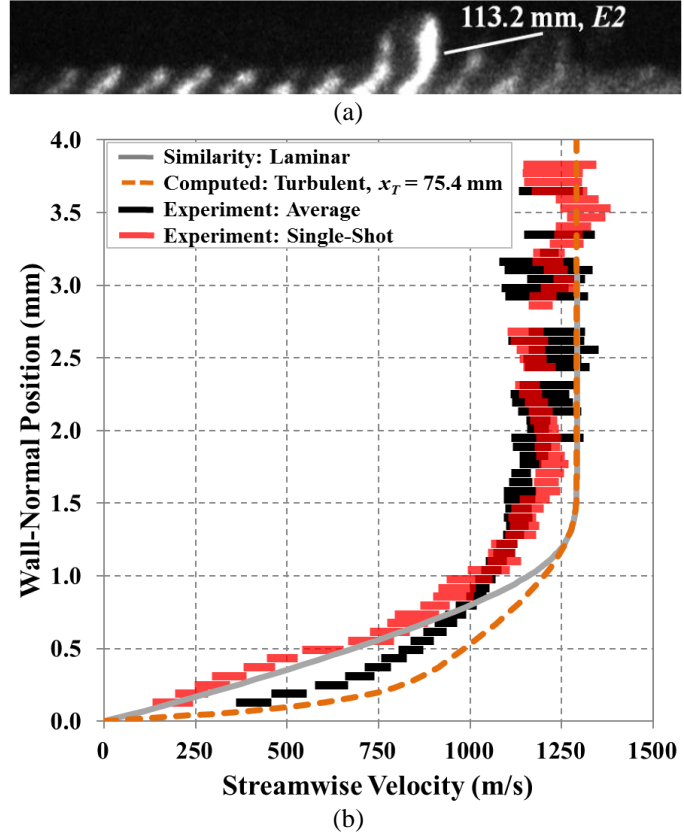 113.2 mm, E2
(a)
4.0
3.5
3.0
2.5
2.0
1.5
1.0
0.5
0.0
Wall-Normal Position (mm)
Similarity: Laminar
Computed: Turbulent, x_T = 75.4 mm
Experiment: Average
Experiment: Single-Shot
0 250 500 750 1000 1250 1500
Streamwise Velocity (m/s)
(b)